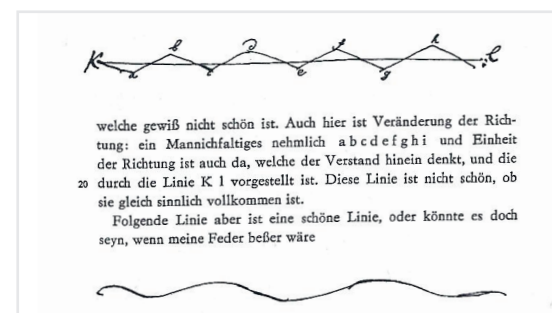 K a b c d e f g h i l
welche gewiß nicht schön ist. Auch hier ist Veränderung der Rich-
tung: ein Mannichfaltiges nehmlich a b c d e f g h i und Einheit
der Richtung ist auch da, welche der Verstand hinein denkt, und die
20 durch die Linie K l vorgestellt ist. Diese Linie ist nicht schön, ob
sie gleich sinnlich vollkommen ist.
Folgende Linie aber ist eine schöne Linie, oder könnte es doch
seyn, wenn meine Feder beßer wäre